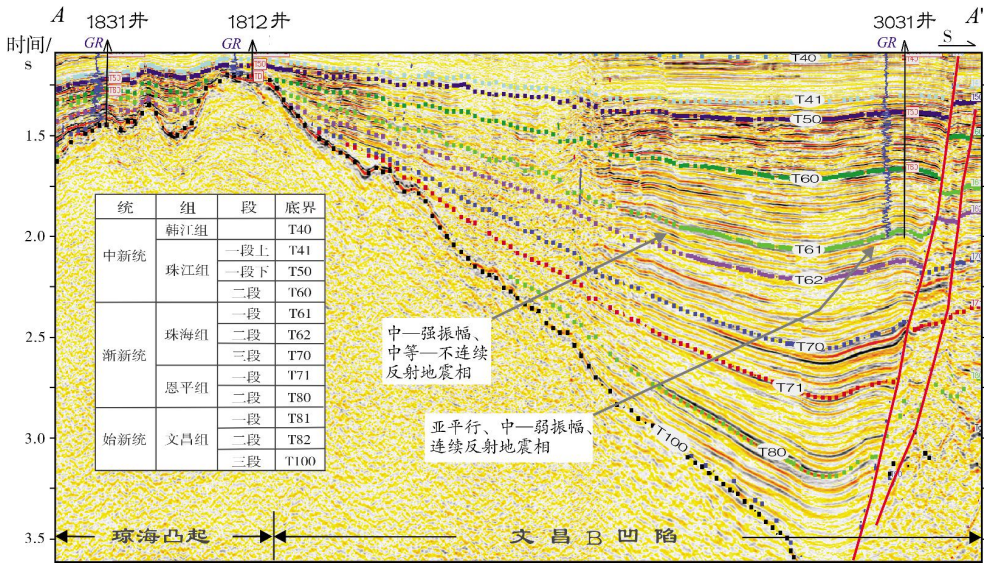 A 1831井 1812井 3031井 A'
时间/ GR GR GR S
s
T40
T41
T50
1.5
T60
统 组 段 底界
中新统 韩江组 T40
珠江组 一段上 T41
一段下 T50
二段 T60
渐新统 珠海组 一段 T61
二段 T62
三段 T70
恩平组 一段 T71
二段 T80
始新统 文昌组 一段 T81
二段 T82
三段 T100
2.0
T61
T62
2.5
中—强振幅、
中等—不连续
反射地震相
T70
T71
亚平行、中—弱振幅、
连续反射地震相
3.0
T100
T80
3.5
琼海凸起 文昌B凹陷